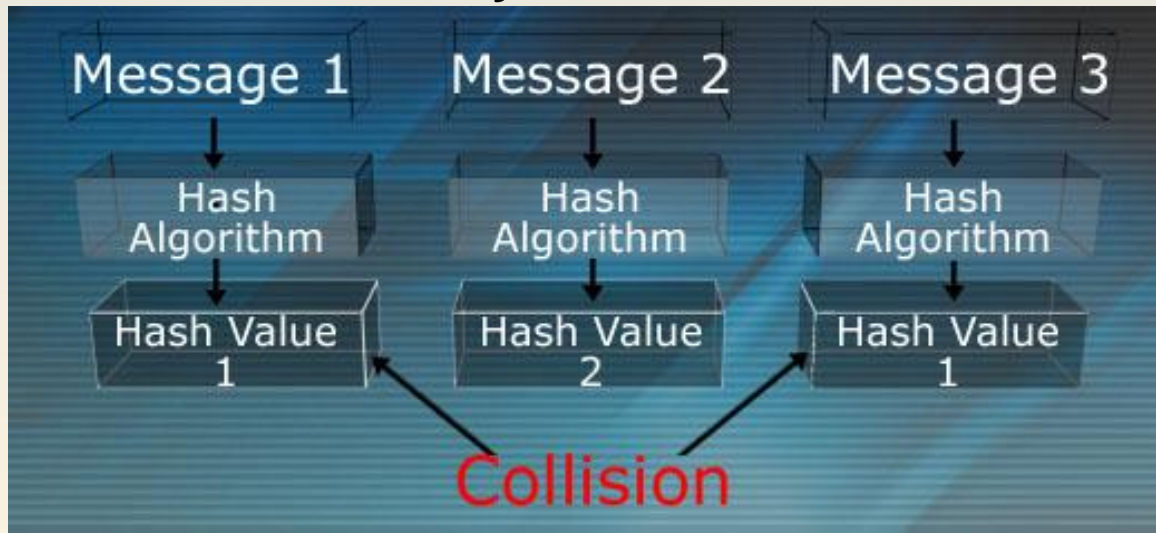 Message 1 Message 2 Message 3
Hash Hash Hash
Algorithm Algorithm Algorithm
Hash Value Hash Value Hash Value
1 2 1
Collision